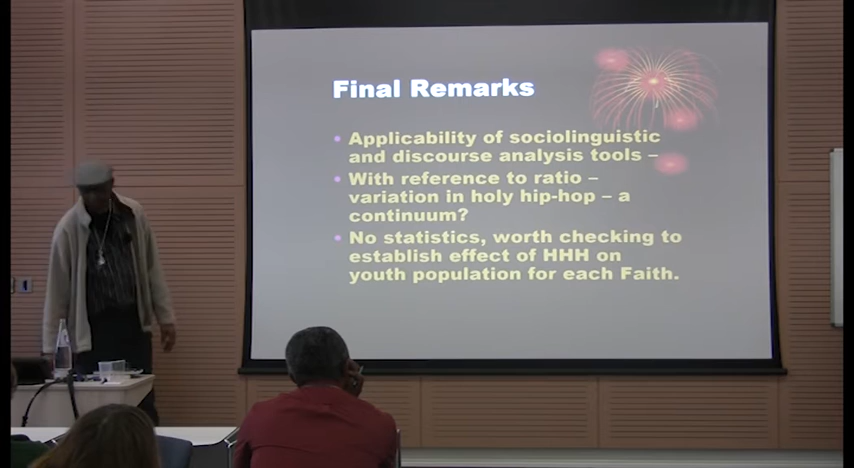 Final Remarks
• Applicability of sociolinguistic
and discourse analysis tools –
• With reference to ratio –
variation in holy hip-hop – a
continuum?
• No statistics, worth checking to
establish effect of HHH on
youth population for each Faith.